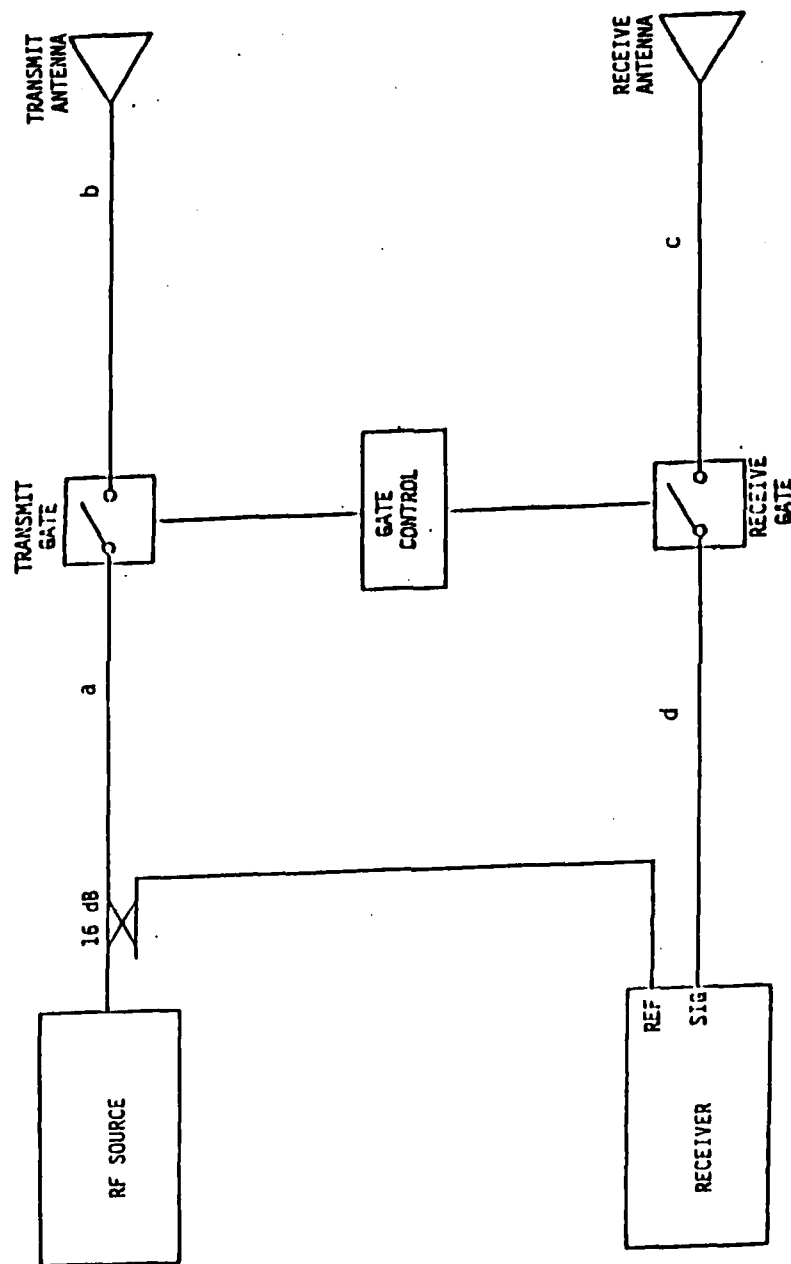 RF SOURCE
16 dB
a
TRANSMIT
GATE
b
TRANSMIT
ANTENNA
GATE
CONTROL
RECEIVER
REF
SIG
d
RECEIVE
GATE
c
RECEIVE
ANTENNA